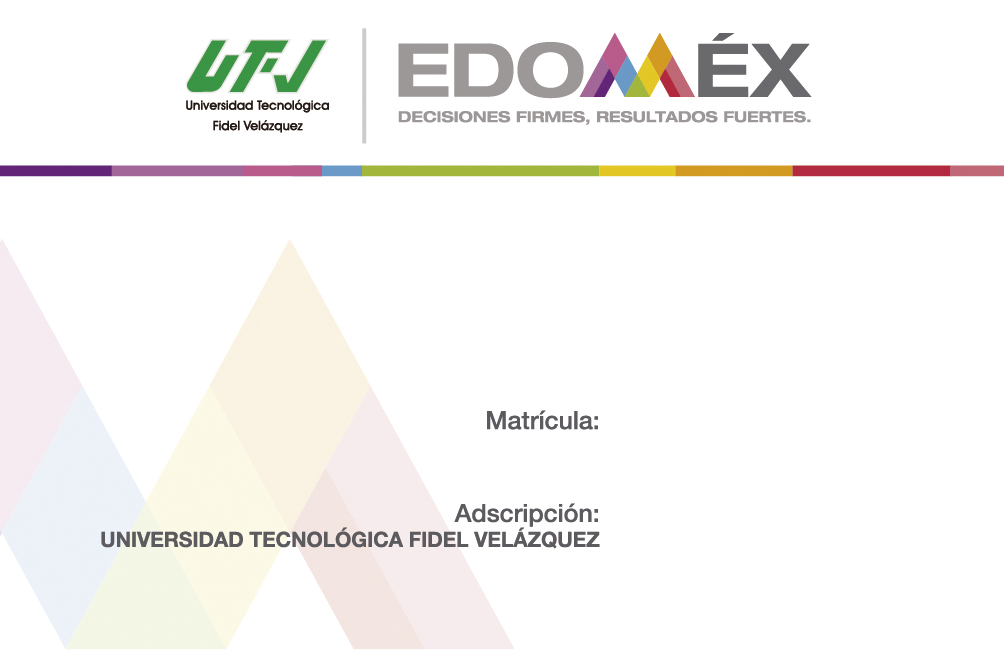 UTFV
Universidad Tecnológica
Fidel Velázquez
EDOMÉX
DECISIONES FIRMES, RESULTADOS FUERTES.
Matrícula:
Adscripción:
UNIVERSIDAD TECNOLÓGICA FIDEL VELÁZQUEZ